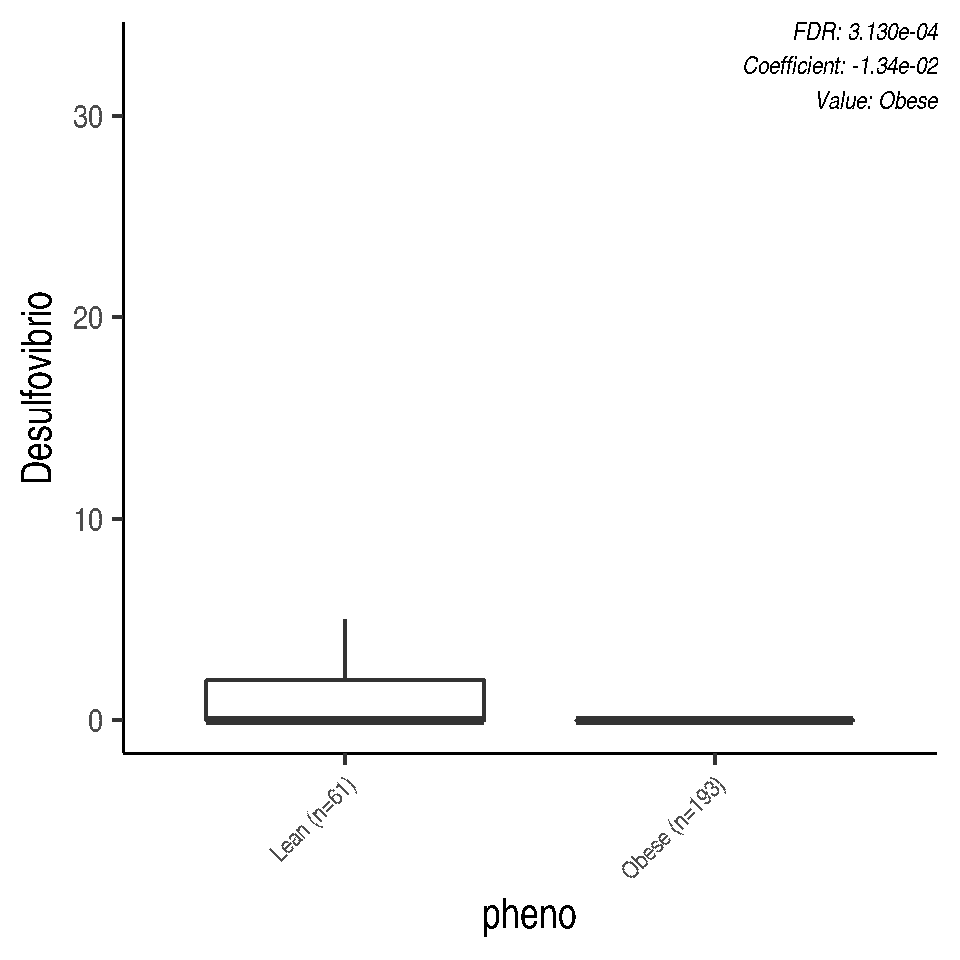 FDR: 3.130e-04
Coefficient: -1.34e-02
Value: Obese
30
20
10
0
Desulfovibrio
Lean (n=61)
Obese (n=193)
pheno